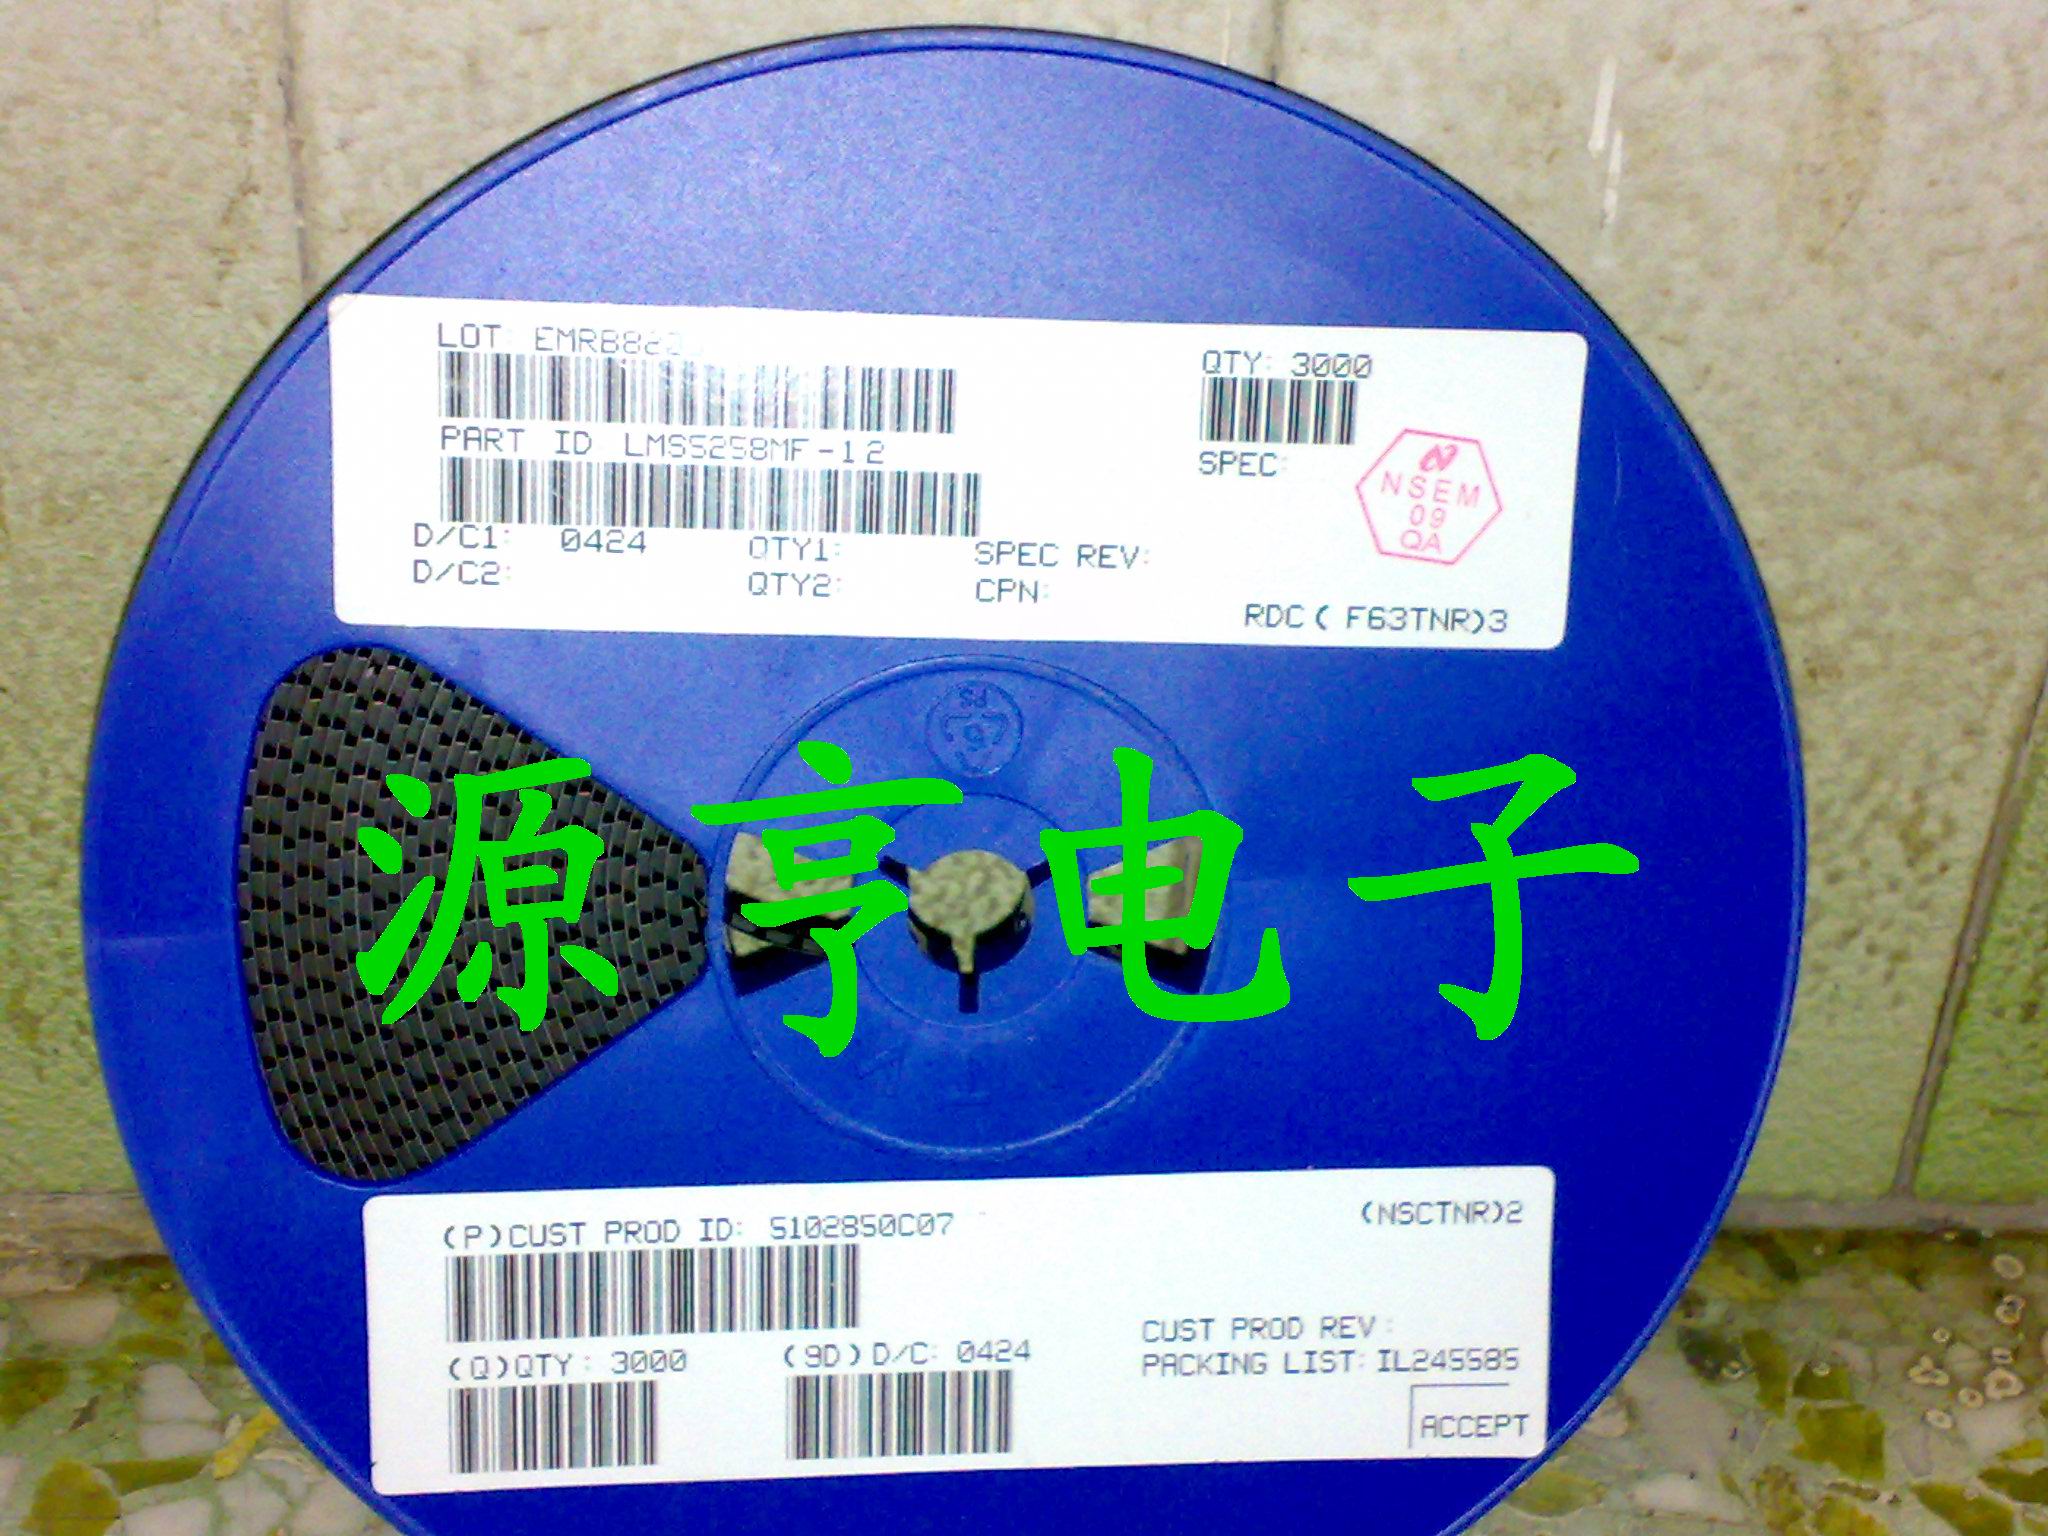 LOT:
QTY: 3000
PART ID: LMS5258MF-12
SPEC:
NSEM
09
QA
D/C1: 0424 QTY1: SPEC REV:
D/C2: QTY2: CPN:
RDC( F63TNR)3
源亨电子
(P)CUST PROD ID: S102850C07
(NSCTNR)2
CUST PROD REV:
(Q)QTY: 3000 (9D)D/C: 0424
PACKING LIST: IL245585
ACCEPT